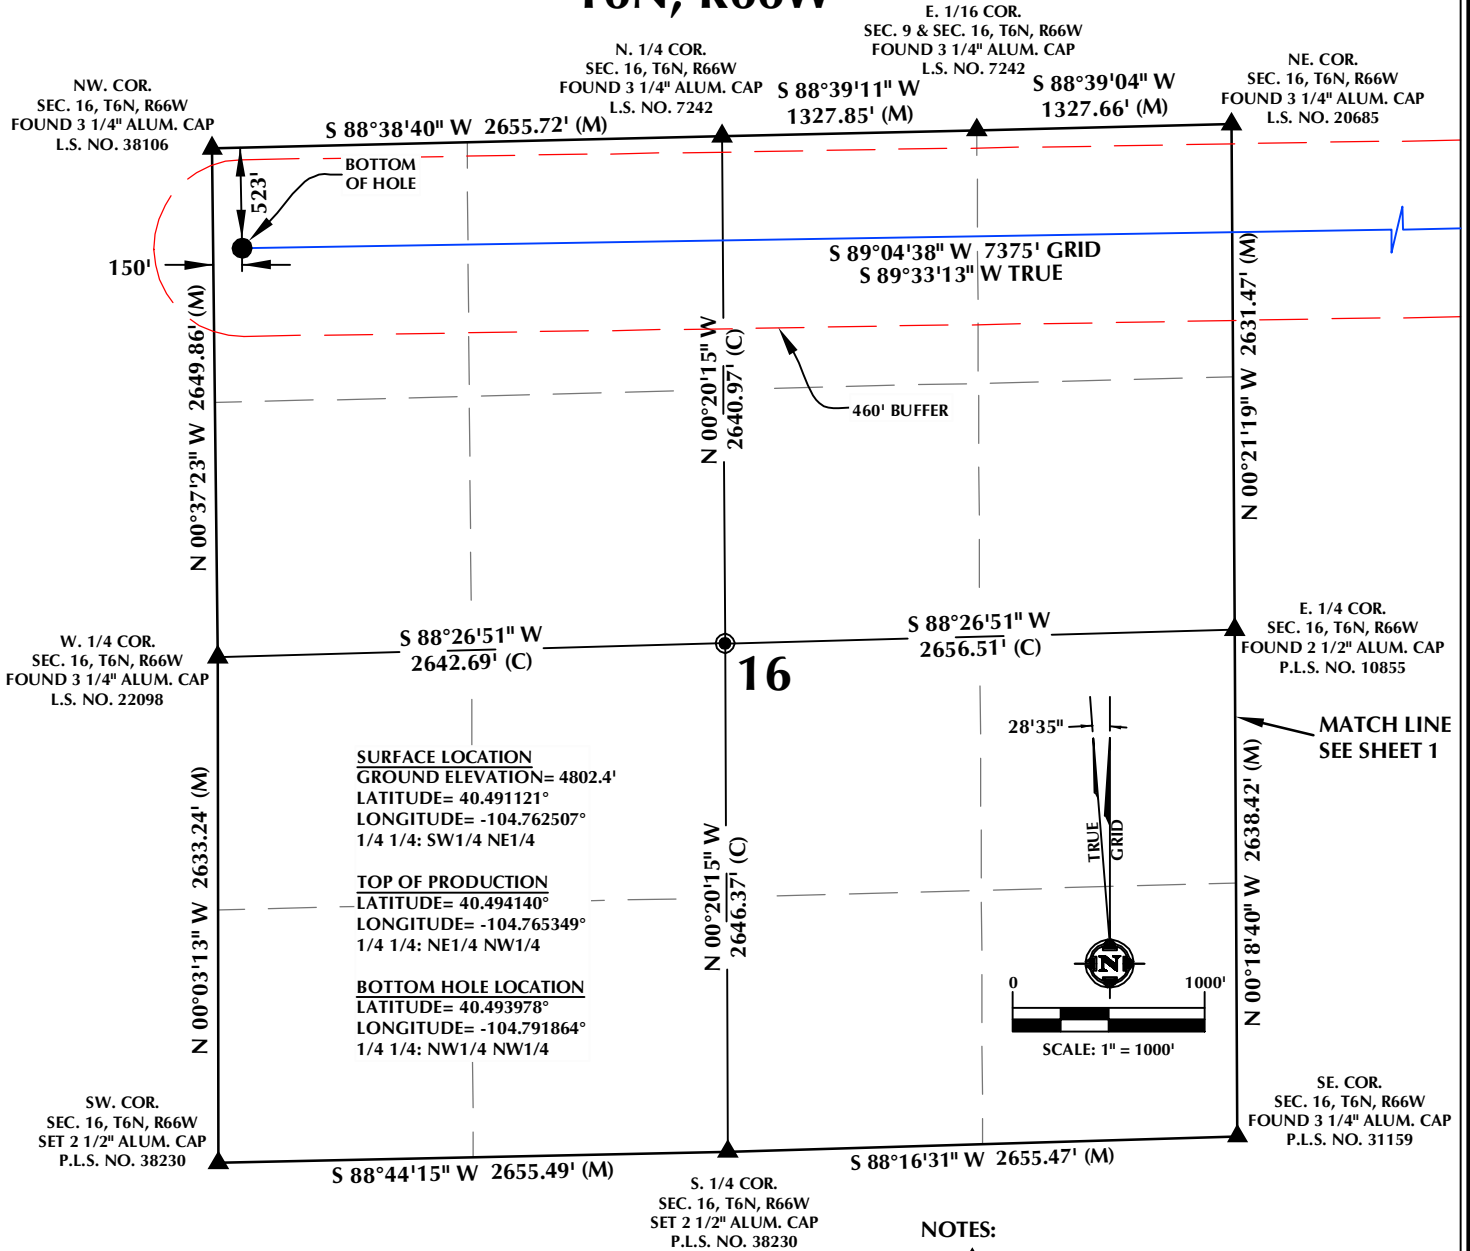 T6N, R66W
E. 1/16 COR.
SEC. 9 & SEC. 16, T6N, R66W
FOUND 3 1/4" ALUM. CAP
L.S. NO. 7242
N. 1/4 COR.
SEC. 16, T6N, R66W
FOUND 3 1/4" ALUM. CAP
L.S. NO. 7242
NW. COR.
SEC. 16, T6N, R66W
FOUND 3 1/4" ALUM. CAP
L.S. NO. 38106
NE. COR.
SEC. 16, T6N, R66W
FOUND 3 1/4" ALUM. CAP
L.S. NO. 20685
S 88°38'40" W 2655.72' (M)
S 88°39'11" W
1327.85' (M)
S 88°39'04" W
1327.66' (M)
BOTTOM
OF HOLE
523'
150'
S 89°04'38" W 7375' GRID
S 89°33'13" W TRUE
N 00°37'23" W 2649.86' (M)
N 00°20'15" W
2640.97' (C)
N 00°21'19" W 2631.47' (M)
460' BUFFER
W. 1/4 COR.
SEC. 16, T6N, R66W
FOUND 3 1/4" ALUM. CAP
L.S. NO. 22098
S 88°26'51" W
2642.69' (C)
S 88°26'51" W
2656.51' (C)
16
E. 1/4 COR.
SEC. 16, T6N, R66W
FOUND 2 1/2" ALUM. CAP
P.L.S. NO. 10855
MATCH LINE
SEE SHEET 1
28'35"
TRUE
GRID
N
0 1000'
SCALE: 1" = 1000'
SURFACE LOCATION
GROUND ELEVATION= 4802.4'
LATITUDE= 40.491121°
LONGITUDE= -104.762507°
1/4 1/4: SW1/4 NE1/4
TOP OF PRODUCTION
LATITUDE= 40.494140°
LONGITUDE= -104.765349°
1/4 1/4: NE1/4 NW1/4
BOTTOM HOLE LOCATION
LATITUDE= 40.493978°
LONGITUDE= -104.791864°
1/4 1/4: NW1/4 NW1/4
N 00°03'13" W 2633.24' (M)
N 00°20'15" W
2646.37' (C)
N 00°18'40" W 2638.42' (M)
SW. COR.
SEC. 16, T6N, R66W
SET 2 1/2" ALUM. CAP
P.L.S. NO. 38230
SE. COR.
SEC. 16, T6N, R66W
FOUND 3 1/4" ALUM. CAP
P.L.S. NO. 31159
S 88°44'15" W 2655.49' (M)
S 88°16'31" W 2655.47' (M)
S. 1/4 COR.
SEC. 16, T6N, R66W
SET 2 1/2" ALUM. CAP
P.L.S. NO. 38230
NOTES: